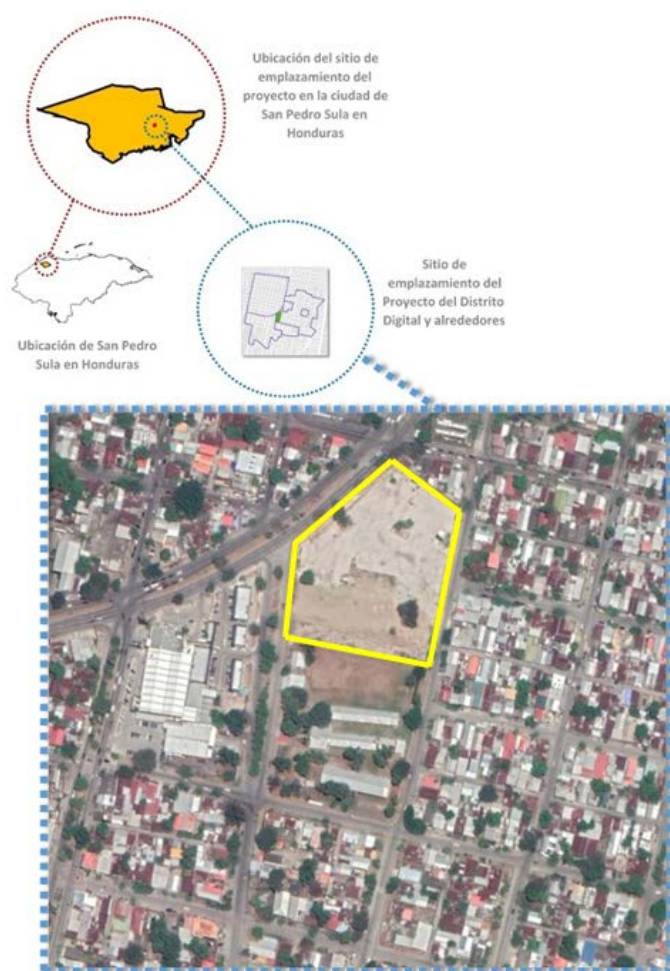 Ubicación del sitio de
emplazamiento del
proyecto en la ciudad de
San Pedro Sula en
Honduras
Sitio de
emplazamiento del
Proyecto del Distrito
Digital y alrededores
Ubicación de San Pedro
Sula en Honduras